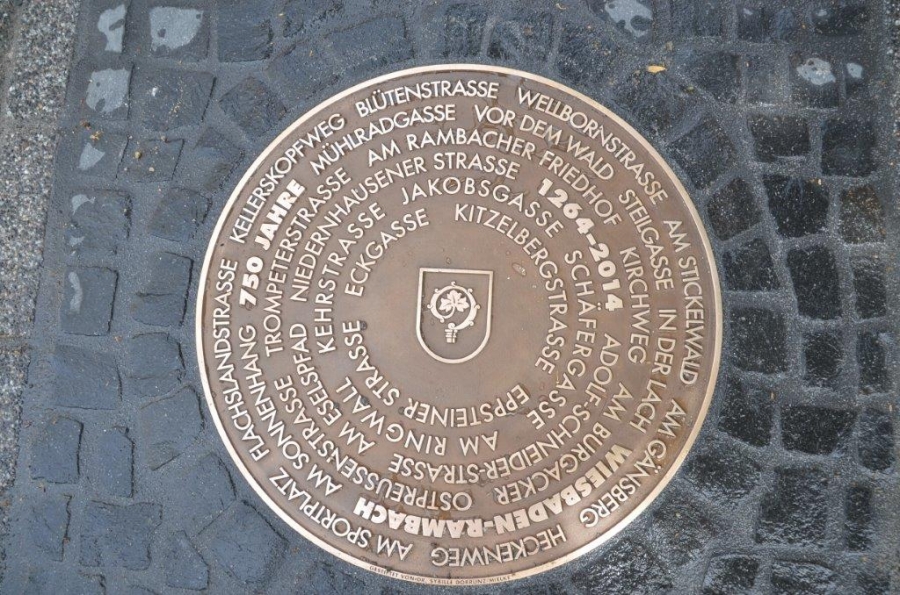 FLACHSLANDSTRASSE KELLERSKOPFWEG BLÜTENSTRASSE WELLBORNSTRASSE AM STICKELWALD AM GÄNSBERG HECKENWEG AM SPORTPLATZ
AM SONNENHANG 750 JAHRE MÜHLRADGASSE VOR DEM WALD STEILGASSE IN DER LACH WIESBADEN-RAMBACH
OSTPREUSSENSTRASSE TROMPETERSTRASSE AM RAMBACHER FRIEDHOF KIRCHWEG AM BURGACKER
AM ESELSPFAD NIEDERNHAUSENER STRASSE 1264–2014 ADOLF-SCHNEIDER-STRASSE
KEHRSTRASSE JAKOBSGASSE SCHÄFERGASSE AM RINGWALL
ECKGASSE KITZELBERGSTRASSE EPPSTEINER STRASSE